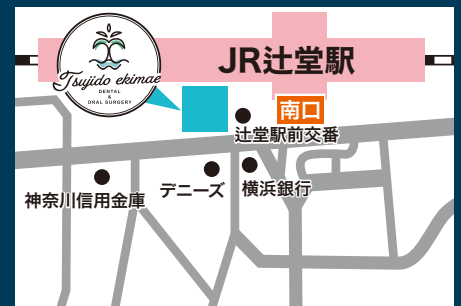 Tsujido ekimae
DENTAL
&
ORAL SURGERY
JR辻堂駅
南口
辻堂駅前交番
神奈川信用金庫
デニーズ
横浜銀行